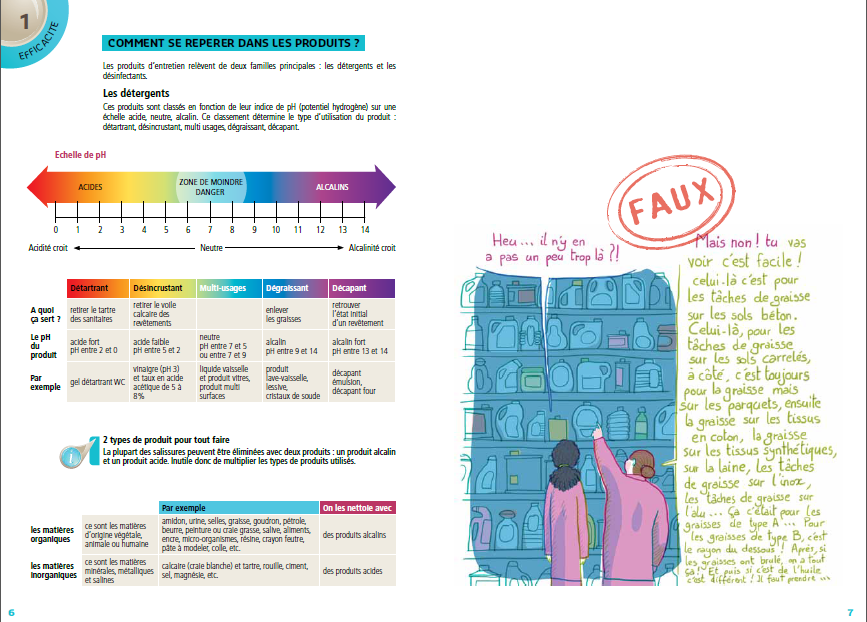 1
EFFICACITÉ
COMMENT SE REPERER DANS LES PRODUITS ?
Les produits d'entretien relèvent de deux familles principales : les détergents et les
désinfectants.
Les détergents
Ces produits sont classés en fonction de leur indice de pH (potentiel hydrogène) sur une
échelle acide, neutre, alcalin. Ce classement détermine le type d'utilisation du produit :
détartrant, désincrustant, multi usages, dégraissant, décapant.
Echelle de pH
ACIDES
ZONE DE MOINDRE
DANGER
ALCALINS
0 1 2 3 4 5 6 7 8 9 10 11 12 13 14
Acidité croit
Neutre
Alcalinité croit
Détartrant Désincrustant Multi-usages Dégraissant Décapant
A quoi
ça sert ?
retirer le tartre
des sanitaires
retirer le voile
calcaire des
revêtements
enlever
les graisses
retrouver
l'état initial
d'un revêtement
Le pH
du
produit
acide fort
pH entre 2 et 0
acide faible
pH entre 5 et 2
neutre
pH entre 7 et 5
ou entre 7 et 9
alcalin
pH entre 9 et 14
alcalin fort
pH entre 13 et 14
Par
exemple
gel détartrant WC
vinaigre (pH 3)
et taux en acide
acétique de 5 à
8%
liquide vaisselle
et produit vitres,
produit multi
surfaces
produit
lave-vaisselle,
lessive,
cristaux de soude
décapant
émulsion,
décapant four
i
2 types de produit pour tout faire
La plupart des salissures peuvent être éliminées avec deux produits : un produit alcalin
et un produit acide. Inutile donc de multiplier les types de produits utilisés.
Par exemple
On les nettoie avec
les matières
organiques
ce sont les matières
d'origine végétale,
animale ou humaine
amidon, urine, selles, graisse, goudron, pétrole,
beurre, peinture ou craie grasse, salive, aliments,
encre, micro-organismes, résine, crayon feutre,
pâte à modeler, colle, etc.
des produits alcalins
les matières
inorganiques
ce sont les matières
minérales, métalliques
et salines
calcaire (craie blanche) et tartre, rouille, ciment,
sel, magnésie, etc.
des produits acides
6
FAUX
Heu... il n'y en
a pas un peu trop là ?!
Mais non ! tu vas
voir c'est facile !
celui-là c'est pour
les tâches de graisse
sur les sols béton.
Celui-là, pour les
tâches de graisse
sur les sols carrelés,
à côté, c'est toujours
pour la graisse mais
sur les parquets, ensuite
la graisse sur les tissus
en coton, la graisse
sur les tissus synthétiques,
sur la laine, les tâches
de graisse sur l'inox,
les tâches de graisse sur
l'alu... Ça c'était pour les
graisses de type A... Pour
les graisses de type B, c'est
le rayon du dessous ! Après, si
les graisses ont brulé, on a tout
ça ! Et puis si c'est de l'huile
c'est différent ! Il faut prendre
7